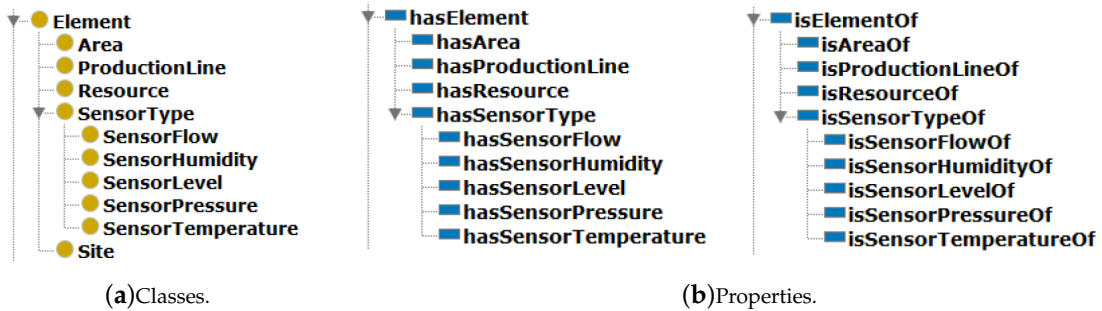 Element
Area
ProductionLine
Resource
SensorType
SensorFlow
SensorHumidity
SensorLevel
SensorPressure
SensorTemperature
Site
(a)Classes.
hasElement
hasArea
hasProductionLine
hasResource
hasSensorType
hasSensorFlow
hasSensorHumidity
hasSensorLevel
hasSensorPressure
hasSensorTemperature
isElementOf
isAreaOf
isProductionLineOf
isResourceOf
isSensorTypeOf
isSensorFlowOf
isSensorHumidityOf
isSensorLevelOf
isSensorPressureOf
isSensorTemperatureOf
(b)Properties.